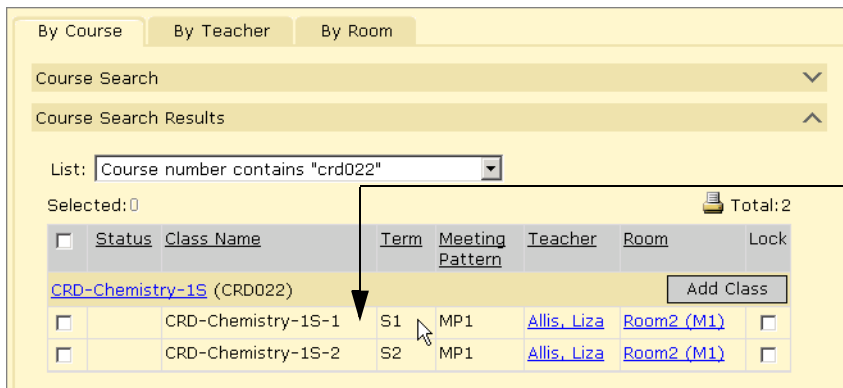 By Course By Teacher By Room
Course Search
Course Search Results
List: Course number contains "crd022"
Selected: 0 Total: 2
Status Class Name Term Meeting Pattern Teacher Room Lock
CRD-Chemistry-1S (CRD022) Add Class
CRD-Chemistry-1S-1 S1 MP1 Allis, Liza Room2 (M1)
CRD-Chemistry-1S-2 S2 MP1 Allis, Liza Room2 (M1)